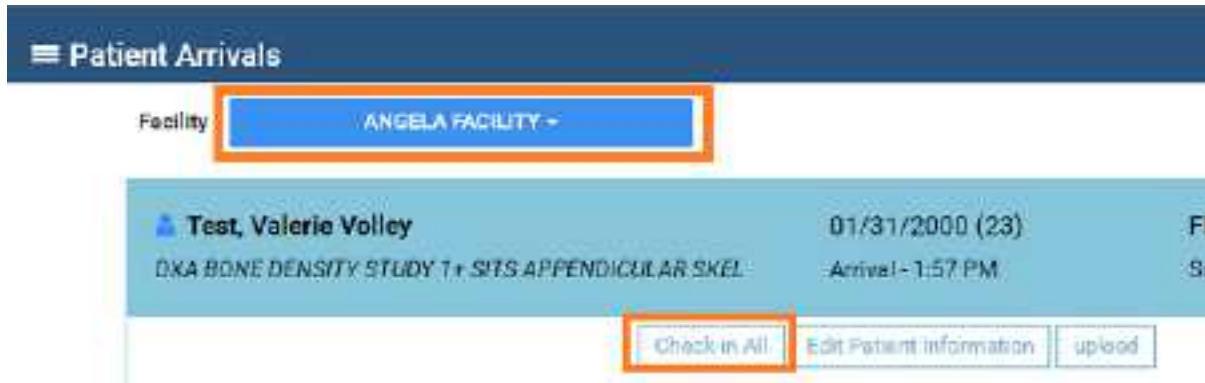 Patient Arrivals
Facility ANGELA FACILITY
Test, Valerie Volley 01/31/2000 (23) F
DXA BONE DENSITY STUDY 1+ SITS APPENDICULAR SKEL Arrival - 1:57 PM S
Check in All Edit Patient Information upload